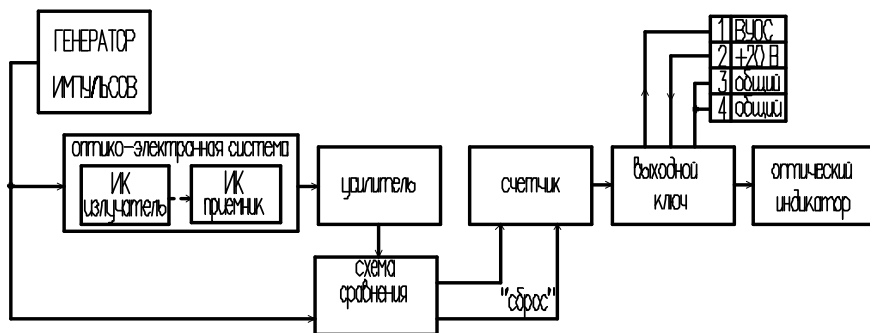 ГЕНЕРАТОР
ИМПУЛЬСОВ
1 ВУОС
2 +20 В
3 общий
4 общий
оптико-электранная система
ИК
излучатель
ИК
приемник
усилитель
счетчик
выходной
ключ
оптический
индикатор
схема
сравнения
"сброс"